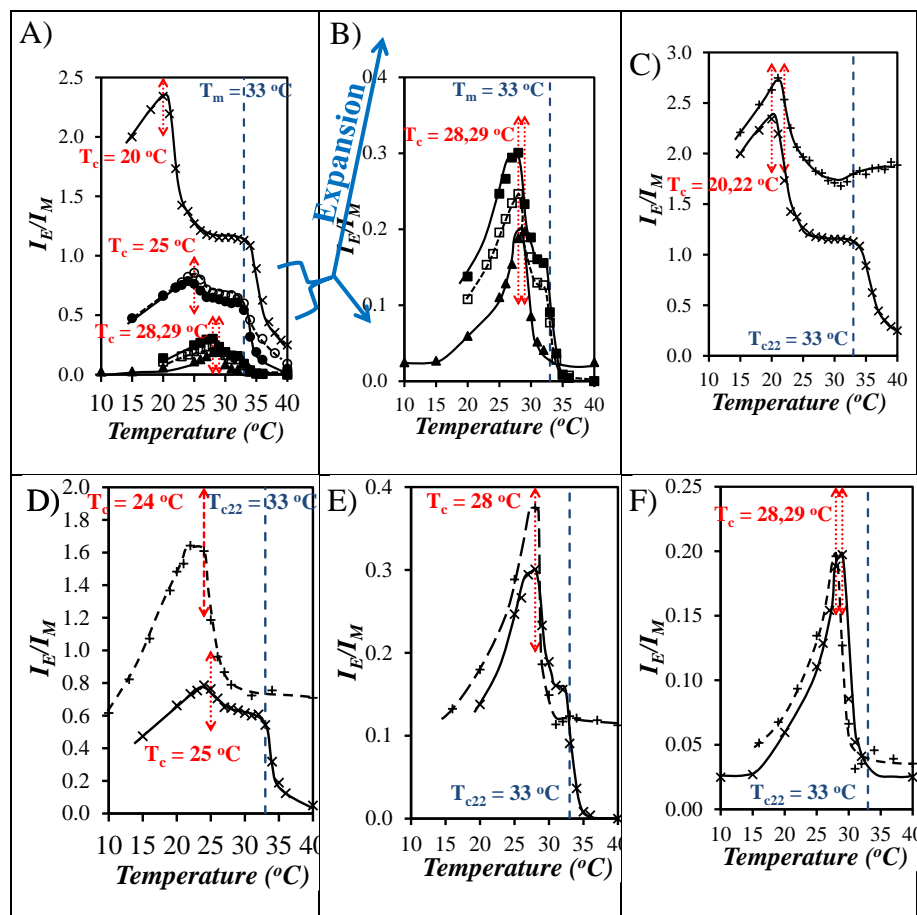 A)
2.5
2.0
1.5
1.0
0.5
0.0
10 15 20 25 30 35 40
I_E/I_M
Temperature (°C)
T_m = 33 °C
T_c = 20 °C
T_c = 25 °C
T_c = 28,29 °C
Expansion
B)
0.4
0.3
0.2
0.1
0.0
10 15 20 25 30 35 40
I_E/I_M
Temperature (°C)
T_m = 33 °C
T_c = 28,29 °C
C)
3.0
2.5
2.0
1.5
1.0
0.5
0.0
10 15 20 25 30 35 40
I_E/I_M
Temperature (°C)
T_c = 20,22 °C
T_c22 = 33 °C
D)
2.0
1.8
1.6
1.4
1.2
1.0
0.8
0.6
0.4
0.2
0.0
10 15 20 25 30 35 40
I_E/I_M
Temperature (°C)
T_c = 24 °C
T_c22 = 33 °C
T_c = 25 °C
E)
0.4
0.3
0.2
0.1
0.0
10 15 20 25 30 35 40
I_E/I_M
Temperature (°C)
T_c = 28 °C
T_c22 = 33 °C
F)
0.25
0.20
0.15
0.10
0.05
0.00
10 15 20 25 30 35 40
I_E/I_M
Temperature (°C)
T_c = 28,29 °C
T_c22 = 33 °C